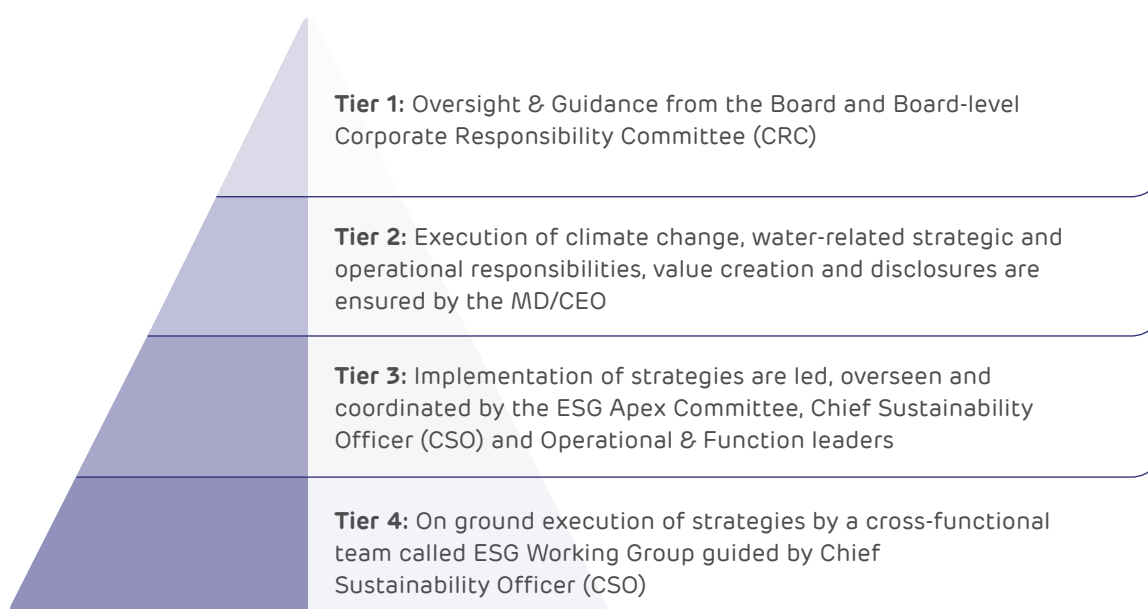 Tier 1: Oversight & Guidance from the Board and Board-level
Corporate Responsibility Committee (CRC)
Tier 2: Execution of climate change, water-related strategic and
operational responsibilities, value creation and disclosures are
ensured by the MD/CEO
Tier 3: Implementation of strategies are led, overseen and
coordinated by the ESG Apex Committee, Chief Sustainability
Officer (CSO) and Operational & Function leaders
Tier 4: On ground execution of strategies by a cross-functional
team called ESG Working Group guided by Chief
Sustainability Officer (CSO)